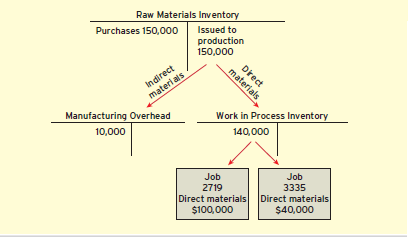 Raw Materials Inventory
Purchases 150,000
Issued to
production
150,000
Indirect
materials
Direct
materials
Manufacturing Overhead
10,000
Work in Process Inventory
140,000
Job
2719
Direct materials
$100,000
Job
3335
Direct materials
$40,000